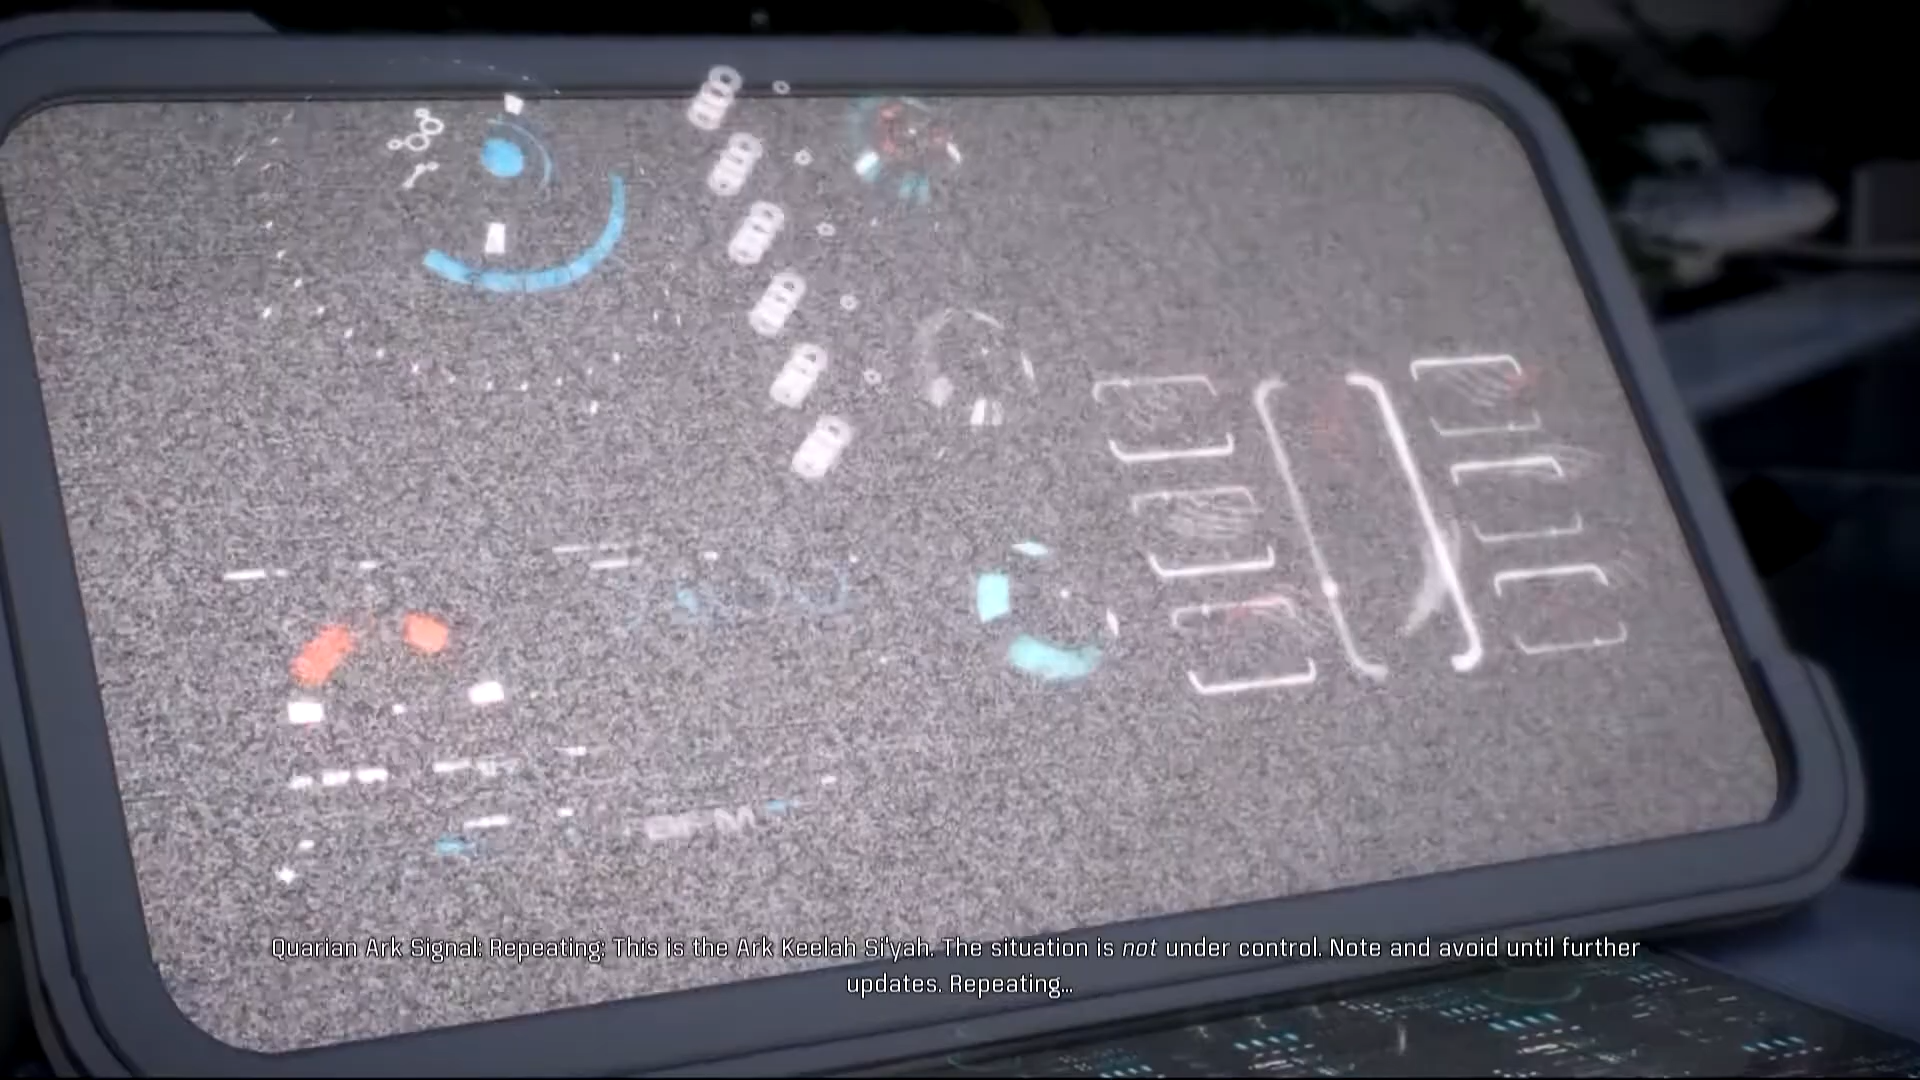 Quarian Ark Signal: Repeating: This is the Ark Keelah Si'yah. The situation is not under control. Note and avoid until further
updates. Repeating...